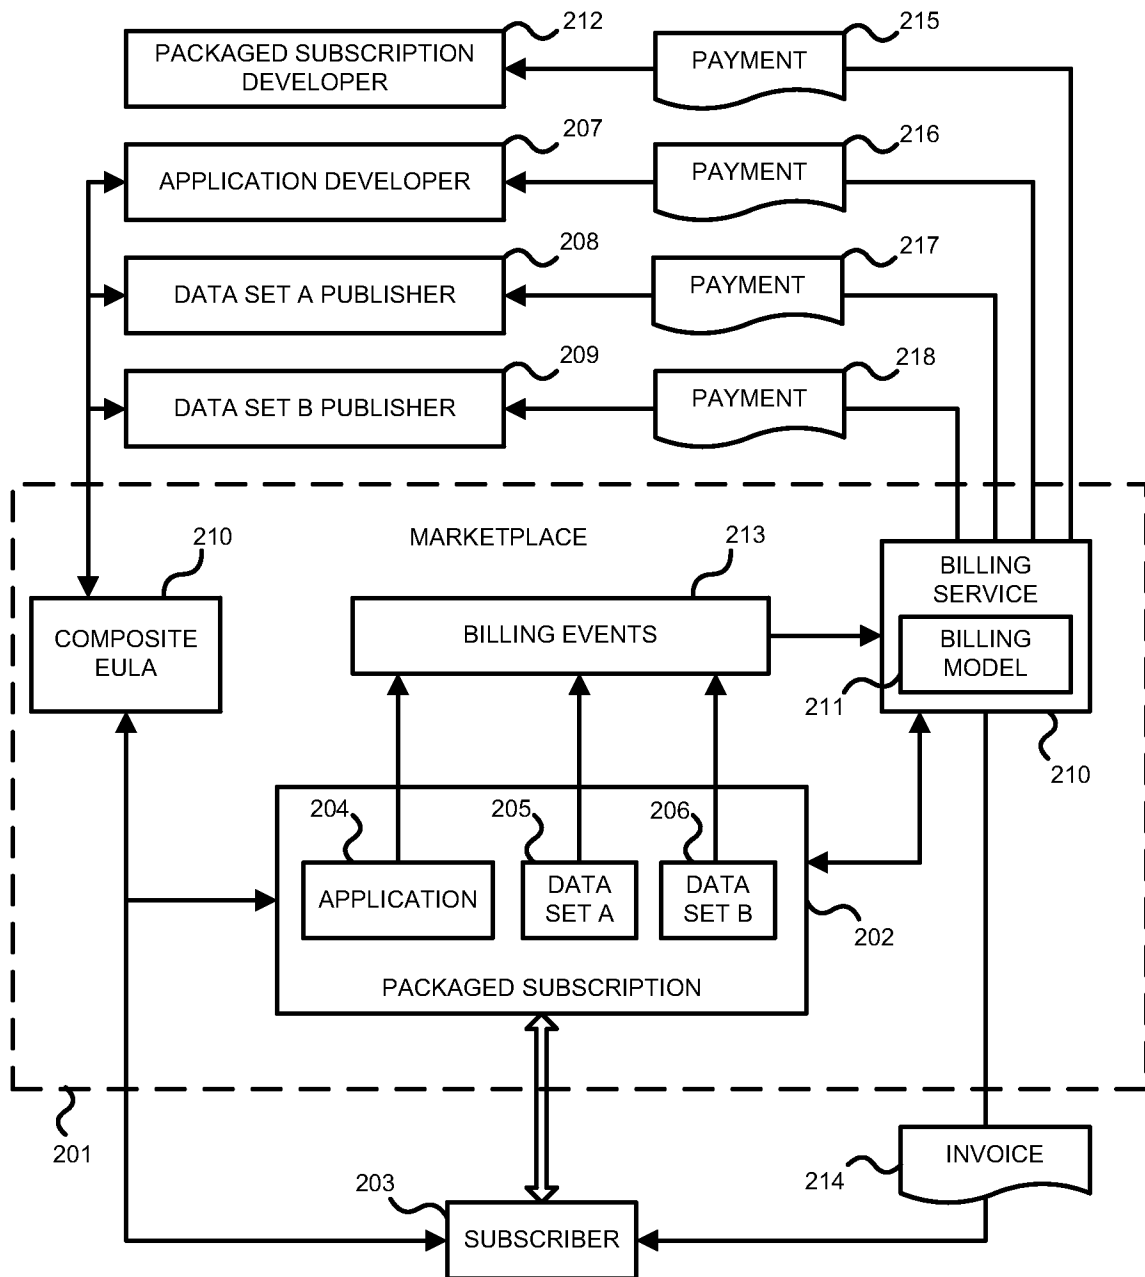 212
215
PACKAGED SUBSCRIPTION
DEVELOPER
PAYMENT
207
216
APPLICATION DEVELOPER
PAYMENT
208
217
DATA SET A PUBLISHER
PAYMENT
209
218
DATA SET B PUBLISHER
PAYMENT
MARKETPLACE
210
213
COMPOSITE
EULA
BILLING EVENTS
BILLING
SERVICE
BILLING
MODEL
211
210
204
205
206
APPLICATION
DATA
SET A
DATA
SET B
202
PACKAGED SUBSCRIPTION
201
INVOICE
214
203
SUBSCRIBER